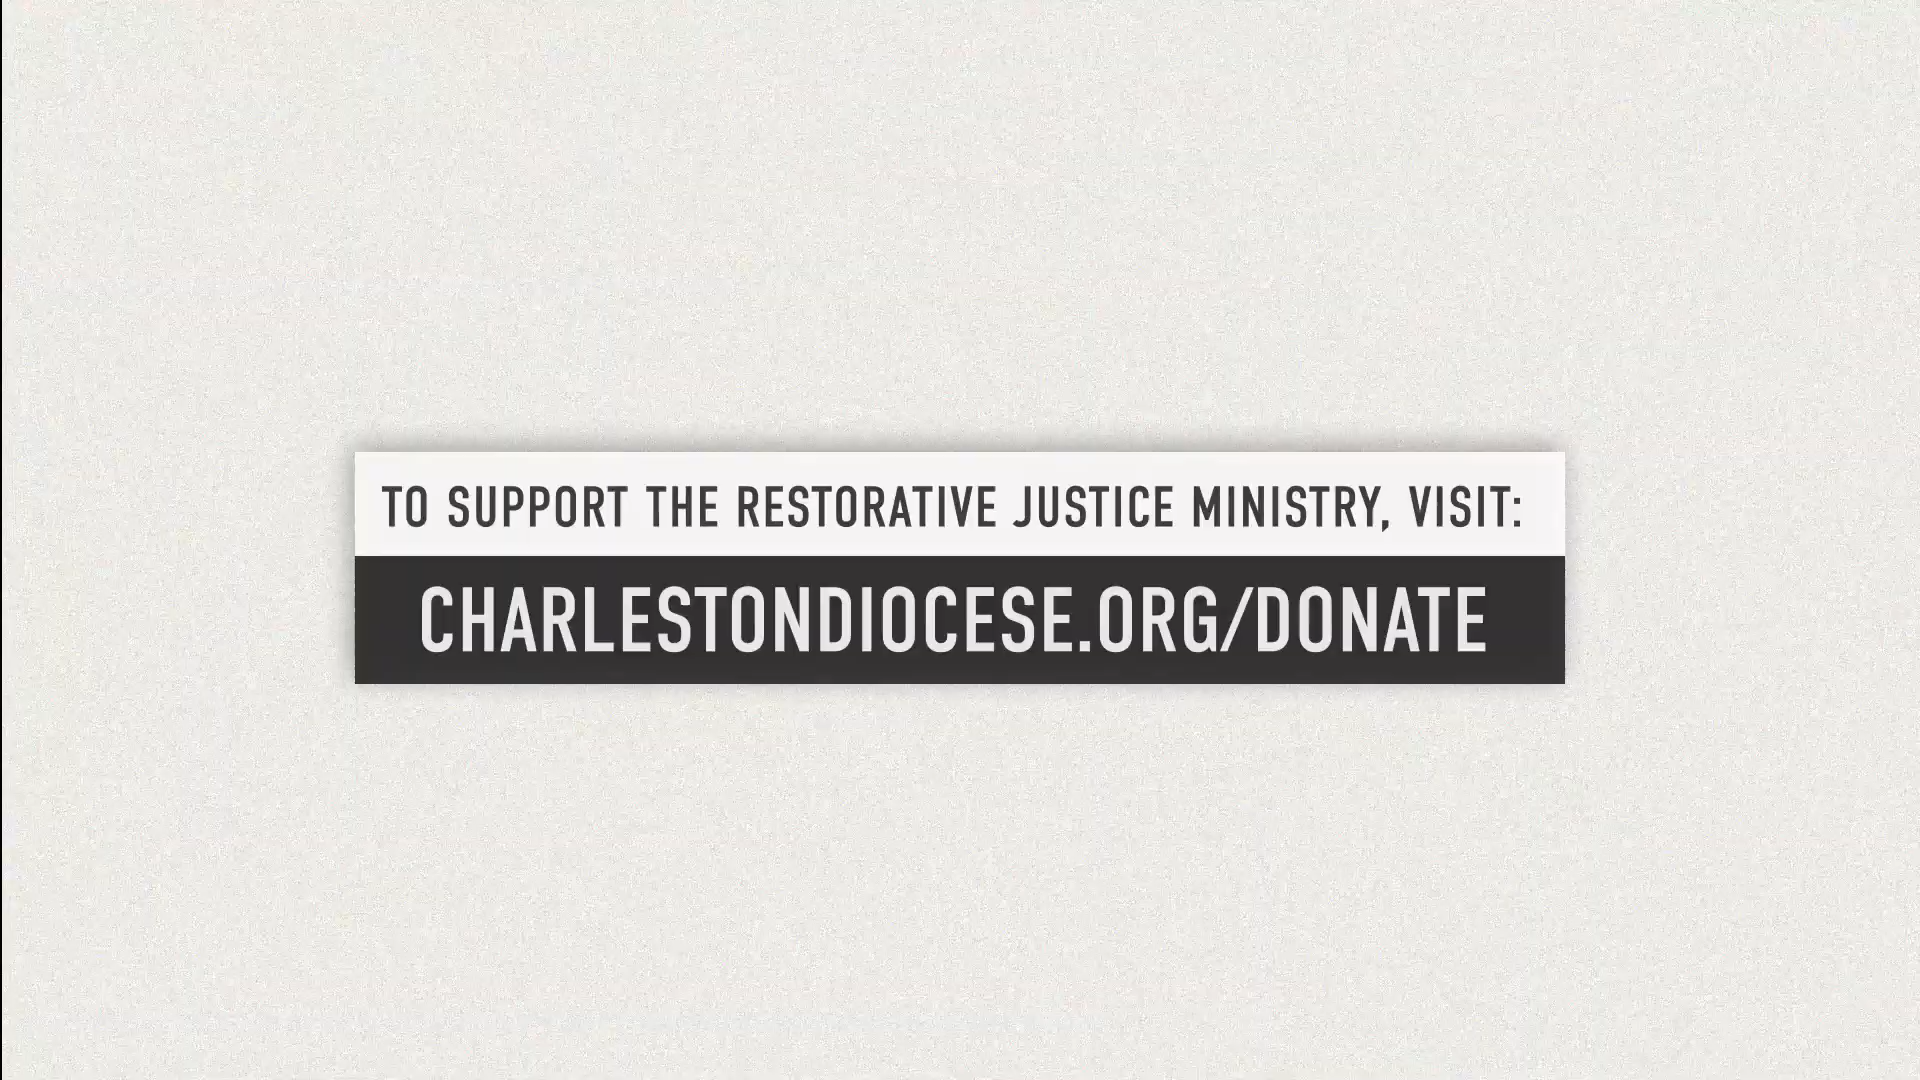 TO SUPPORT THE RESTORATIVE JUSTICE MINISTRY, VISIT:
CHARLESTONDIOCESE.ORG/DONATE